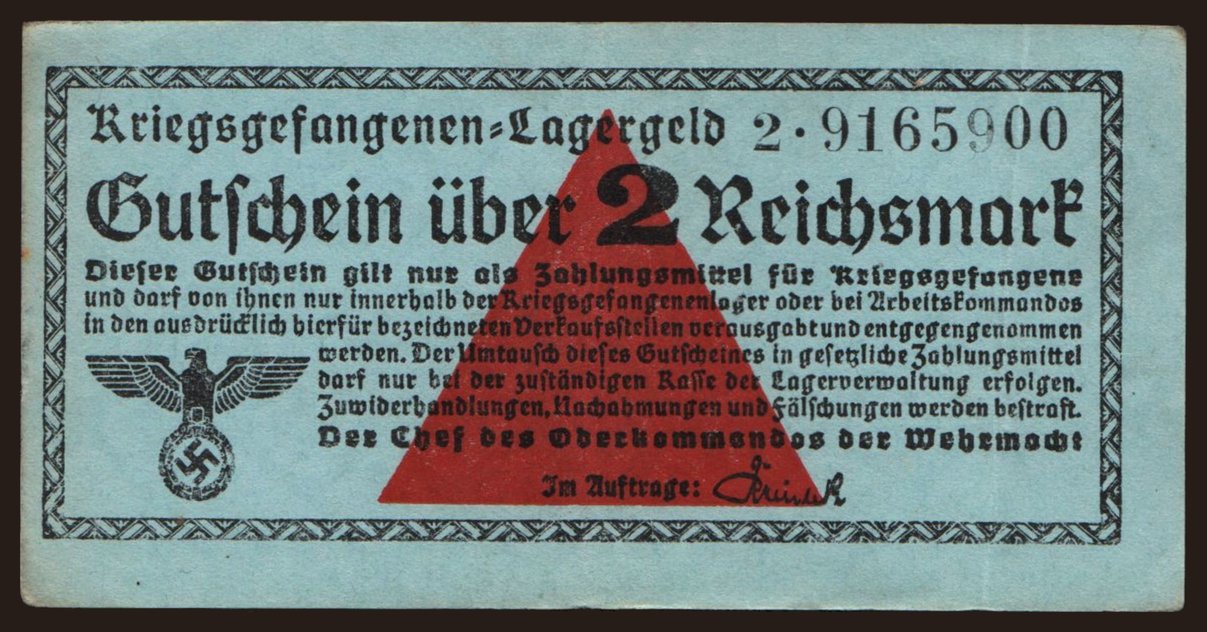 Kriegsgefangenen-Lagergeld 2·9165900
Gutschein über 2 Reichsmark
Dieser Gutschein gilt nur als Zahlungsmittel für Kriegsgefangene
und darf von ihnen nur innerhalb der Kriegsgefangenenlager oder bei Arbeitskommandos
in den ausdrücklich hierfür bezeichneten Verkaufsstellen verausgabt und entgegengenommen
werden. Der Umtausch dieses Gutscheines in gesetzliche Zahlungsmittel
darf nur bei der zuständigen Kasse der Lagerverwaltung erfolgen.
Zuwiderhandlungen, Nachahmungen und Fälschungen werden bestraft.
Der Chef des Oberkommandos der Wehrmacht
Im Auftrage: